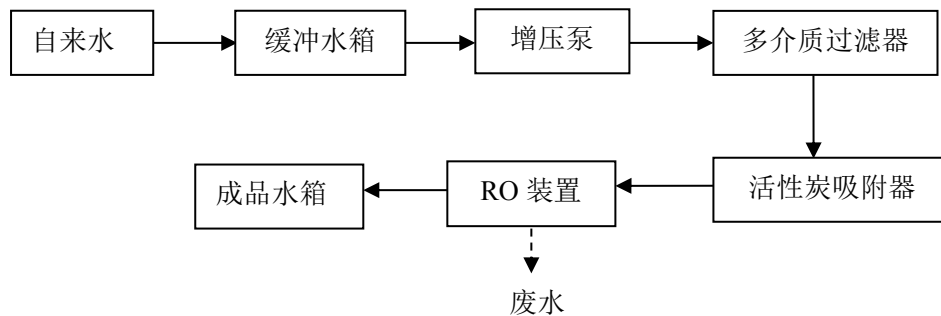 自来水
缓冲水箱
增压泵
多介质过滤器
成品水箱
RO 装置
活性炭吸附器
废水